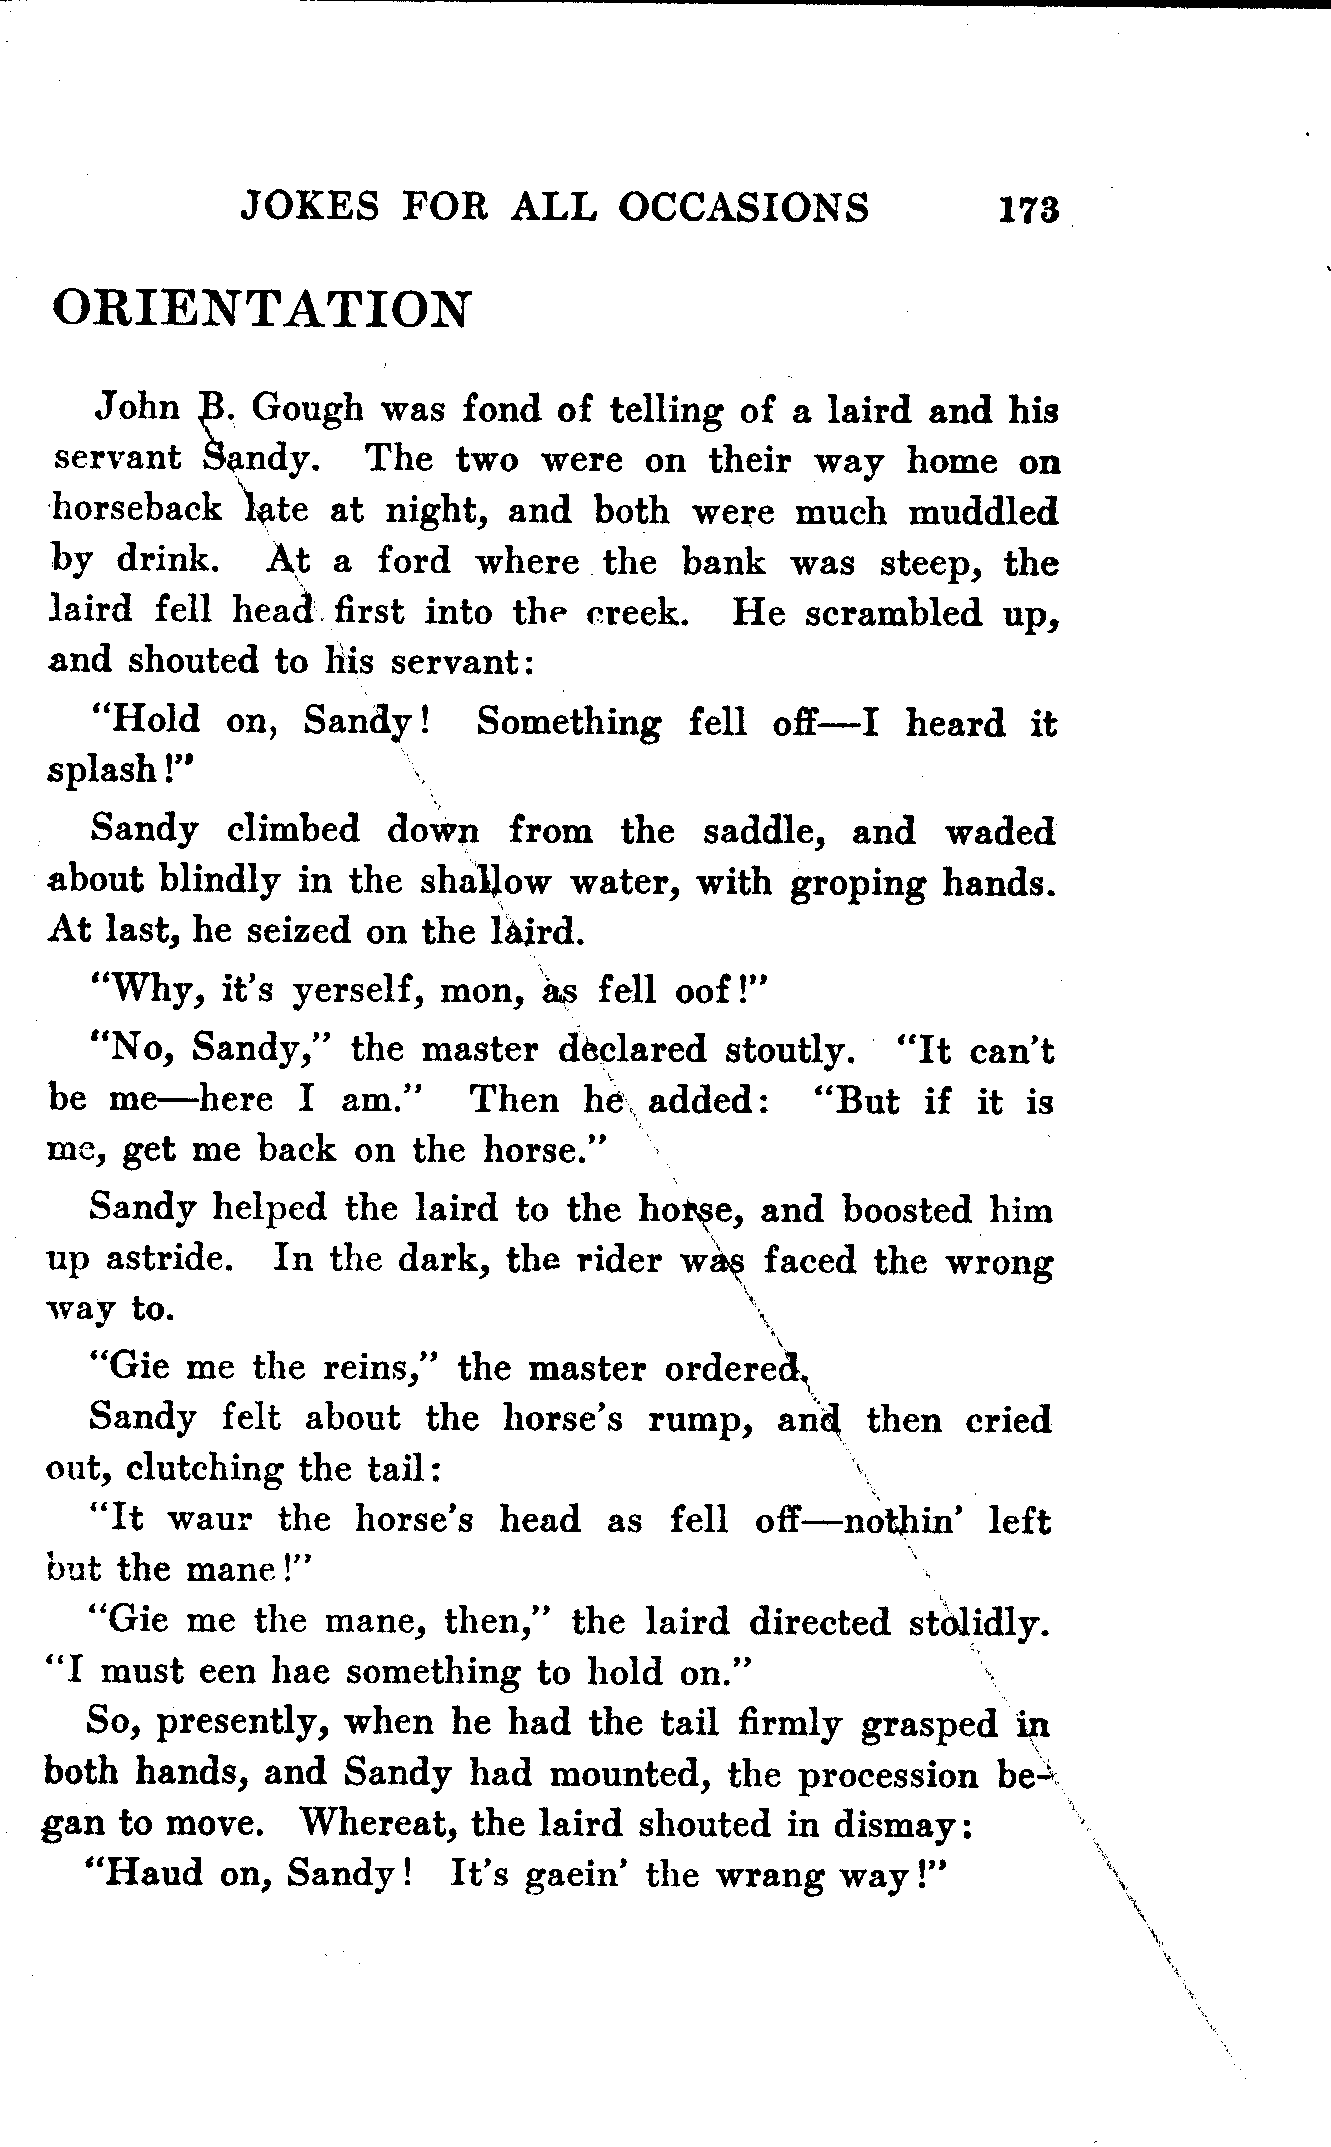 JOKES FOR ALL OCCASIONS 173
ORIENTATION
John B. Gough was fond of telling of a laird and his
servant Sandy. The two were on their way home on
horseback late at night, and both were much muddled
by drink. At a ford where the bank was steep, the
laird fell head first into the creek. He scrambled up,
and shouted to his servant:
"Hold on, Sandy! Something fell off—I heard it
splash!"
Sandy climbed down from the saddle, and waded
about blindly in the shallow water, with groping hands.
At last, he seized on the laird.
"Why, it's yerself, mon, as fell oof!"
"No, Sandy," the master declared stoutly. "It can't
be me—here I am." Then he added: "But if it is
me, get me back on the horse."
Sandy helped the laird to the horse, and boosted him
up astride. In the dark, the rider was faced the wrong
way to.
"Gie me the reins," the master ordered.
Sandy felt about the horse's rump, and then cried
out, clutching the tail:
"It waur the horse's head as fell off—nothin' left
but the mane!"
"Gie me the mane, then," the laird directed stolidly.
"I must een hae something to hold on."
So, presently, when he had the tail firmly grasped in
both hands, and Sandy had mounted, the procession be-
gan to move. Whereat, the laird shouted in dismay:
"Haud on, Sandy! It's gaein' the wrang way!"